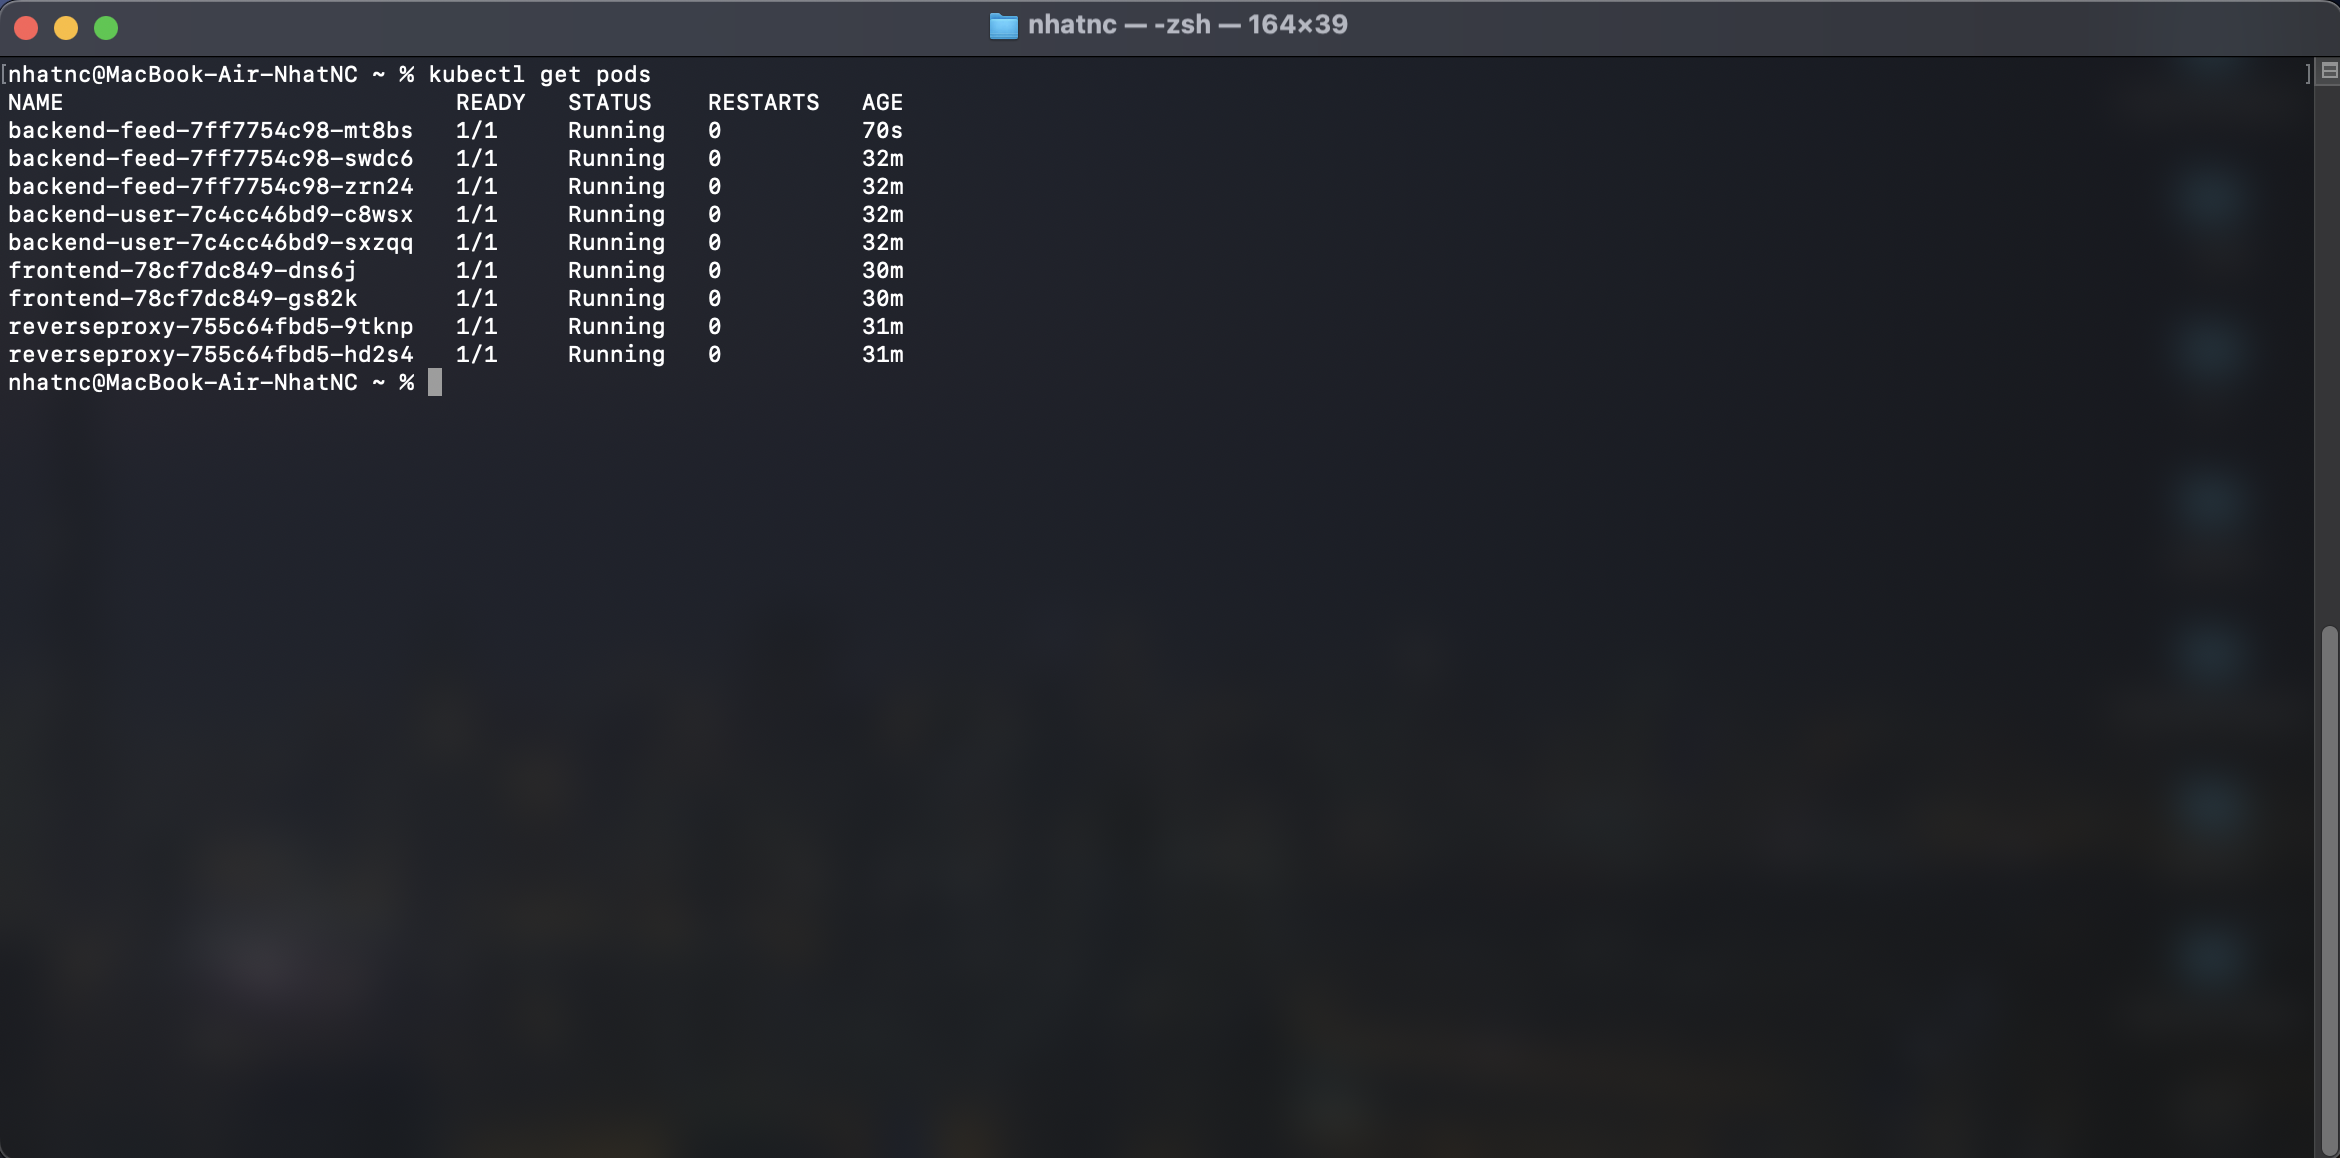 nhatnc — -zsh — 164×39
[nhatnc@MacBook-Air-NhatNC ~ % kubectl get pods ]
NAME READY STATUS RESTARTS AGE
backend-feed-7ff7754c98-mt8bs 1/1 Running 0 70s
backend-feed-7ff7754c98-swdc6 1/1 Running 0 32m
backend-feed-7ff7754c98-zrn24 1/1 Running 0 32m
backend-user-7c4cc46bd9-c8wsx 1/1 Running 0 32m
backend-user-7c4cc46bd9-sxzqq 1/1 Running 0 32m
frontend-78cf7dc849-dns6j 1/1 Running 0 30m
frontend-78cf7dc849-gs82k 1/1 Running 0 30m
reverseproxy-755c64fbd5-9tknp 1/1 Running 0 31m
reverseproxy-755c64fbd5-hd2s4 1/1 Running 0 31m
nhatnc@MacBook-Air-NhatNC ~ %